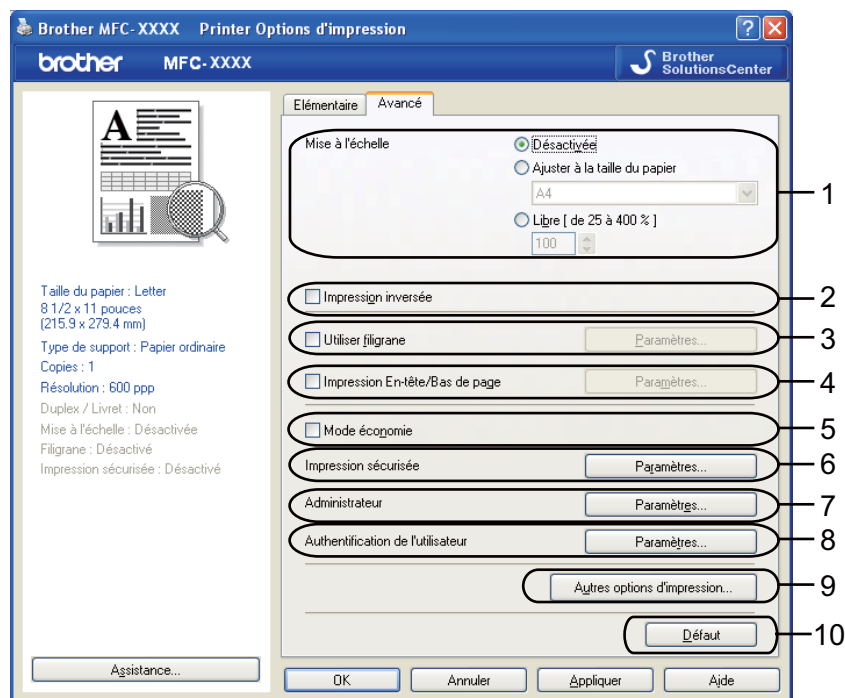 Brother MFC-XXXX Printer Options d'impression
brother MFC-XXXX
Brother
SolutionsCenter
A
Taille du papier : Letter
8 1/2 x 11 pouces
(215.9 x 279.4 mm)
Type de support : Papier ordinaire
Copies : 1
Résolution : 600 ppp
Duplex / Livret : Non
Mise à l'échelle : Désactivée
Filigrane : Désactivé
Impression sécurisée : Désactivé
Assistance...
Elémentaire Avancé
Mise à l'échelle
Désactivée
Ajuster à la taille du papier
A4
Libre [ de 25 à 400 % ]
100
1
Impression inversée
2
Utiliser filigrane Paramètres...
3
Impression En-tête/Bas de page Paramètres...
4
Mode économie
5
Impression sécurisée Paramètres...
6
Administrateur Paramètres...
7
Authentification de l'utilisateur Paramètres...
8
Autres options d'impression...
9
Défaut
10
OK Annuler Appliquer Aide